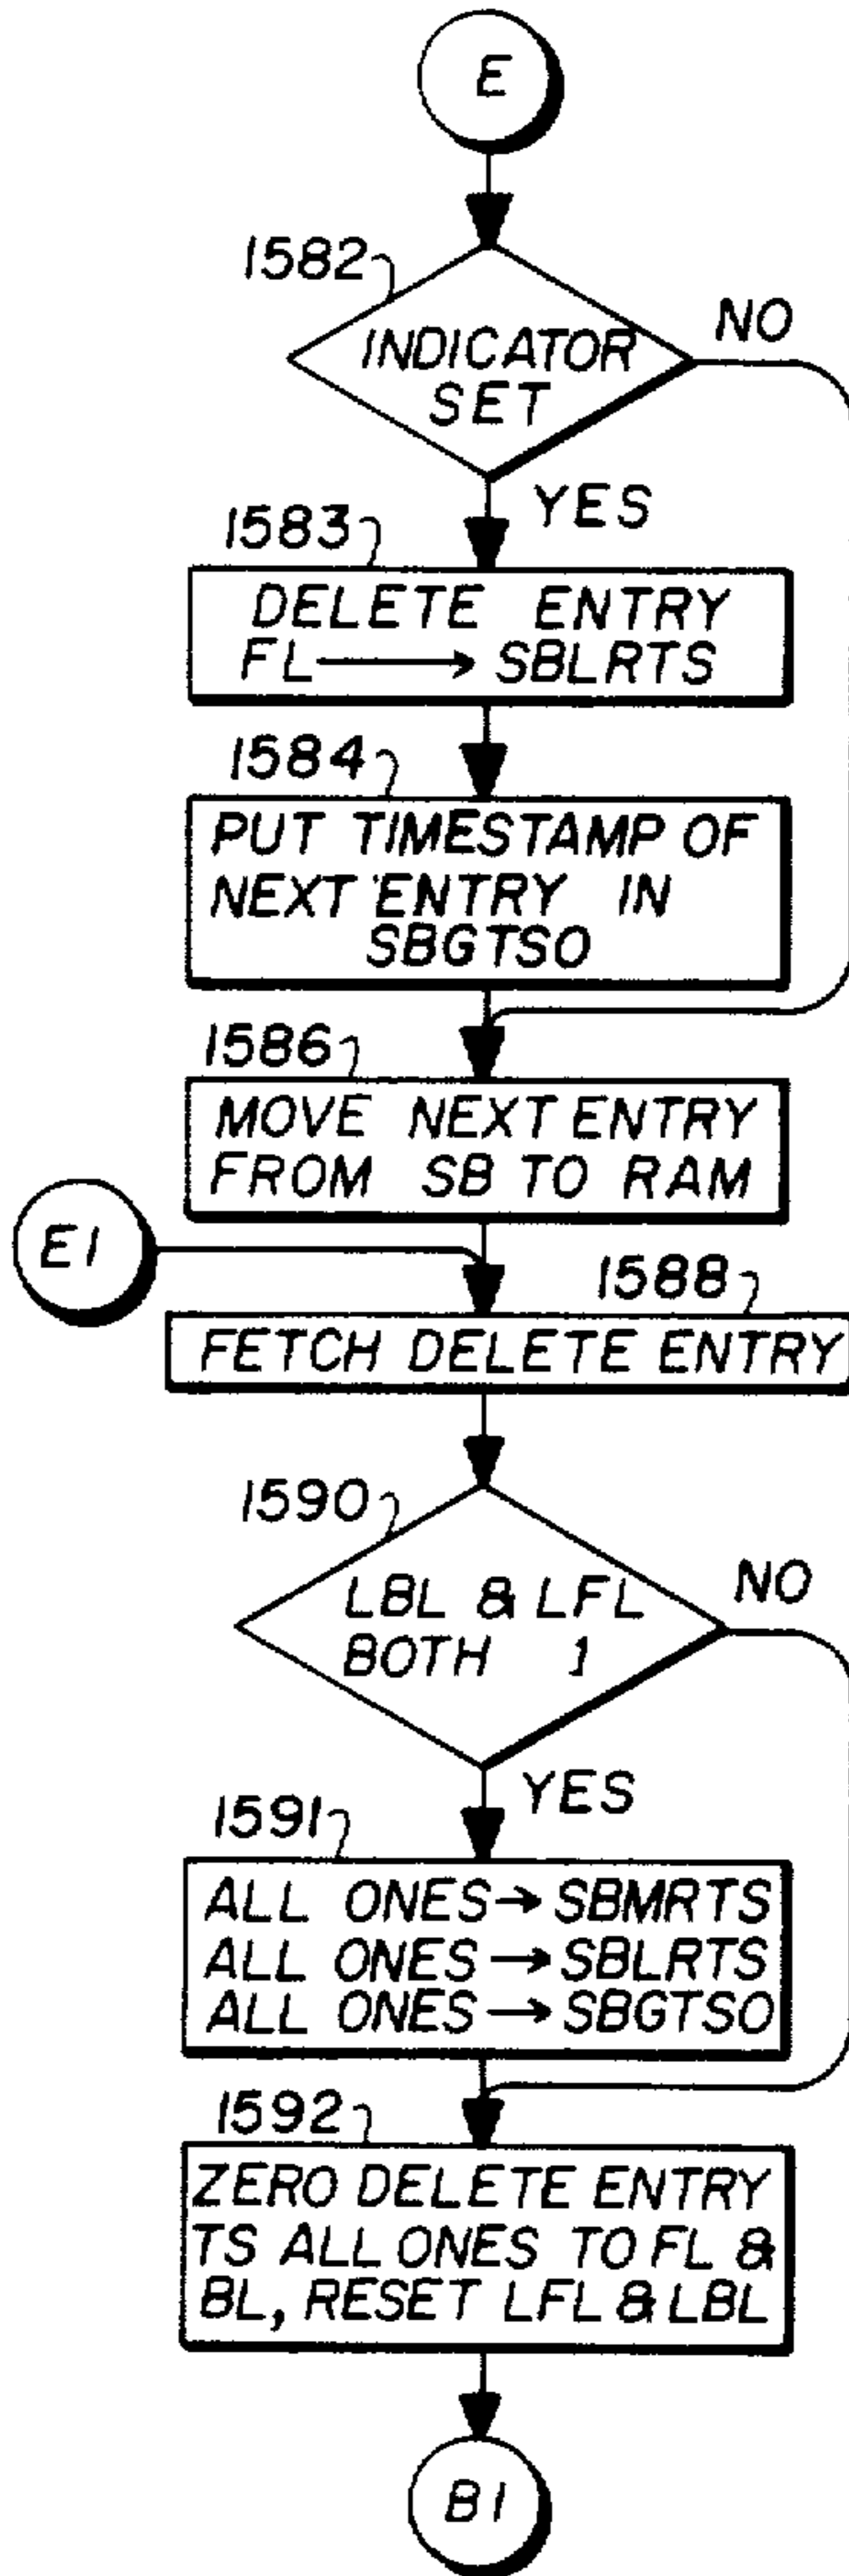 E
1582
INDICATOR
SET
NO
YES
1583
DELETE ENTRY
FL → SBLRTS
1584
PUT TIMESTAMP OF
NEXT ENTRY IN
SBGTSO
1586
MOVE NEXT ENTRY
FROM SB TO RAM
E1
1588
FETCH DELETE ENTRY
1590
LBL & LFL
BOTH 1
NO
YES
1591
ALL ONES → SBMRTS
ALL ONES → SBLRTS
ALL ONES → SBGTSO
1592
ZERO DELETE ENTRY
TS ALL ONES TO FL &
BL, RESET LFL & LBL
B1